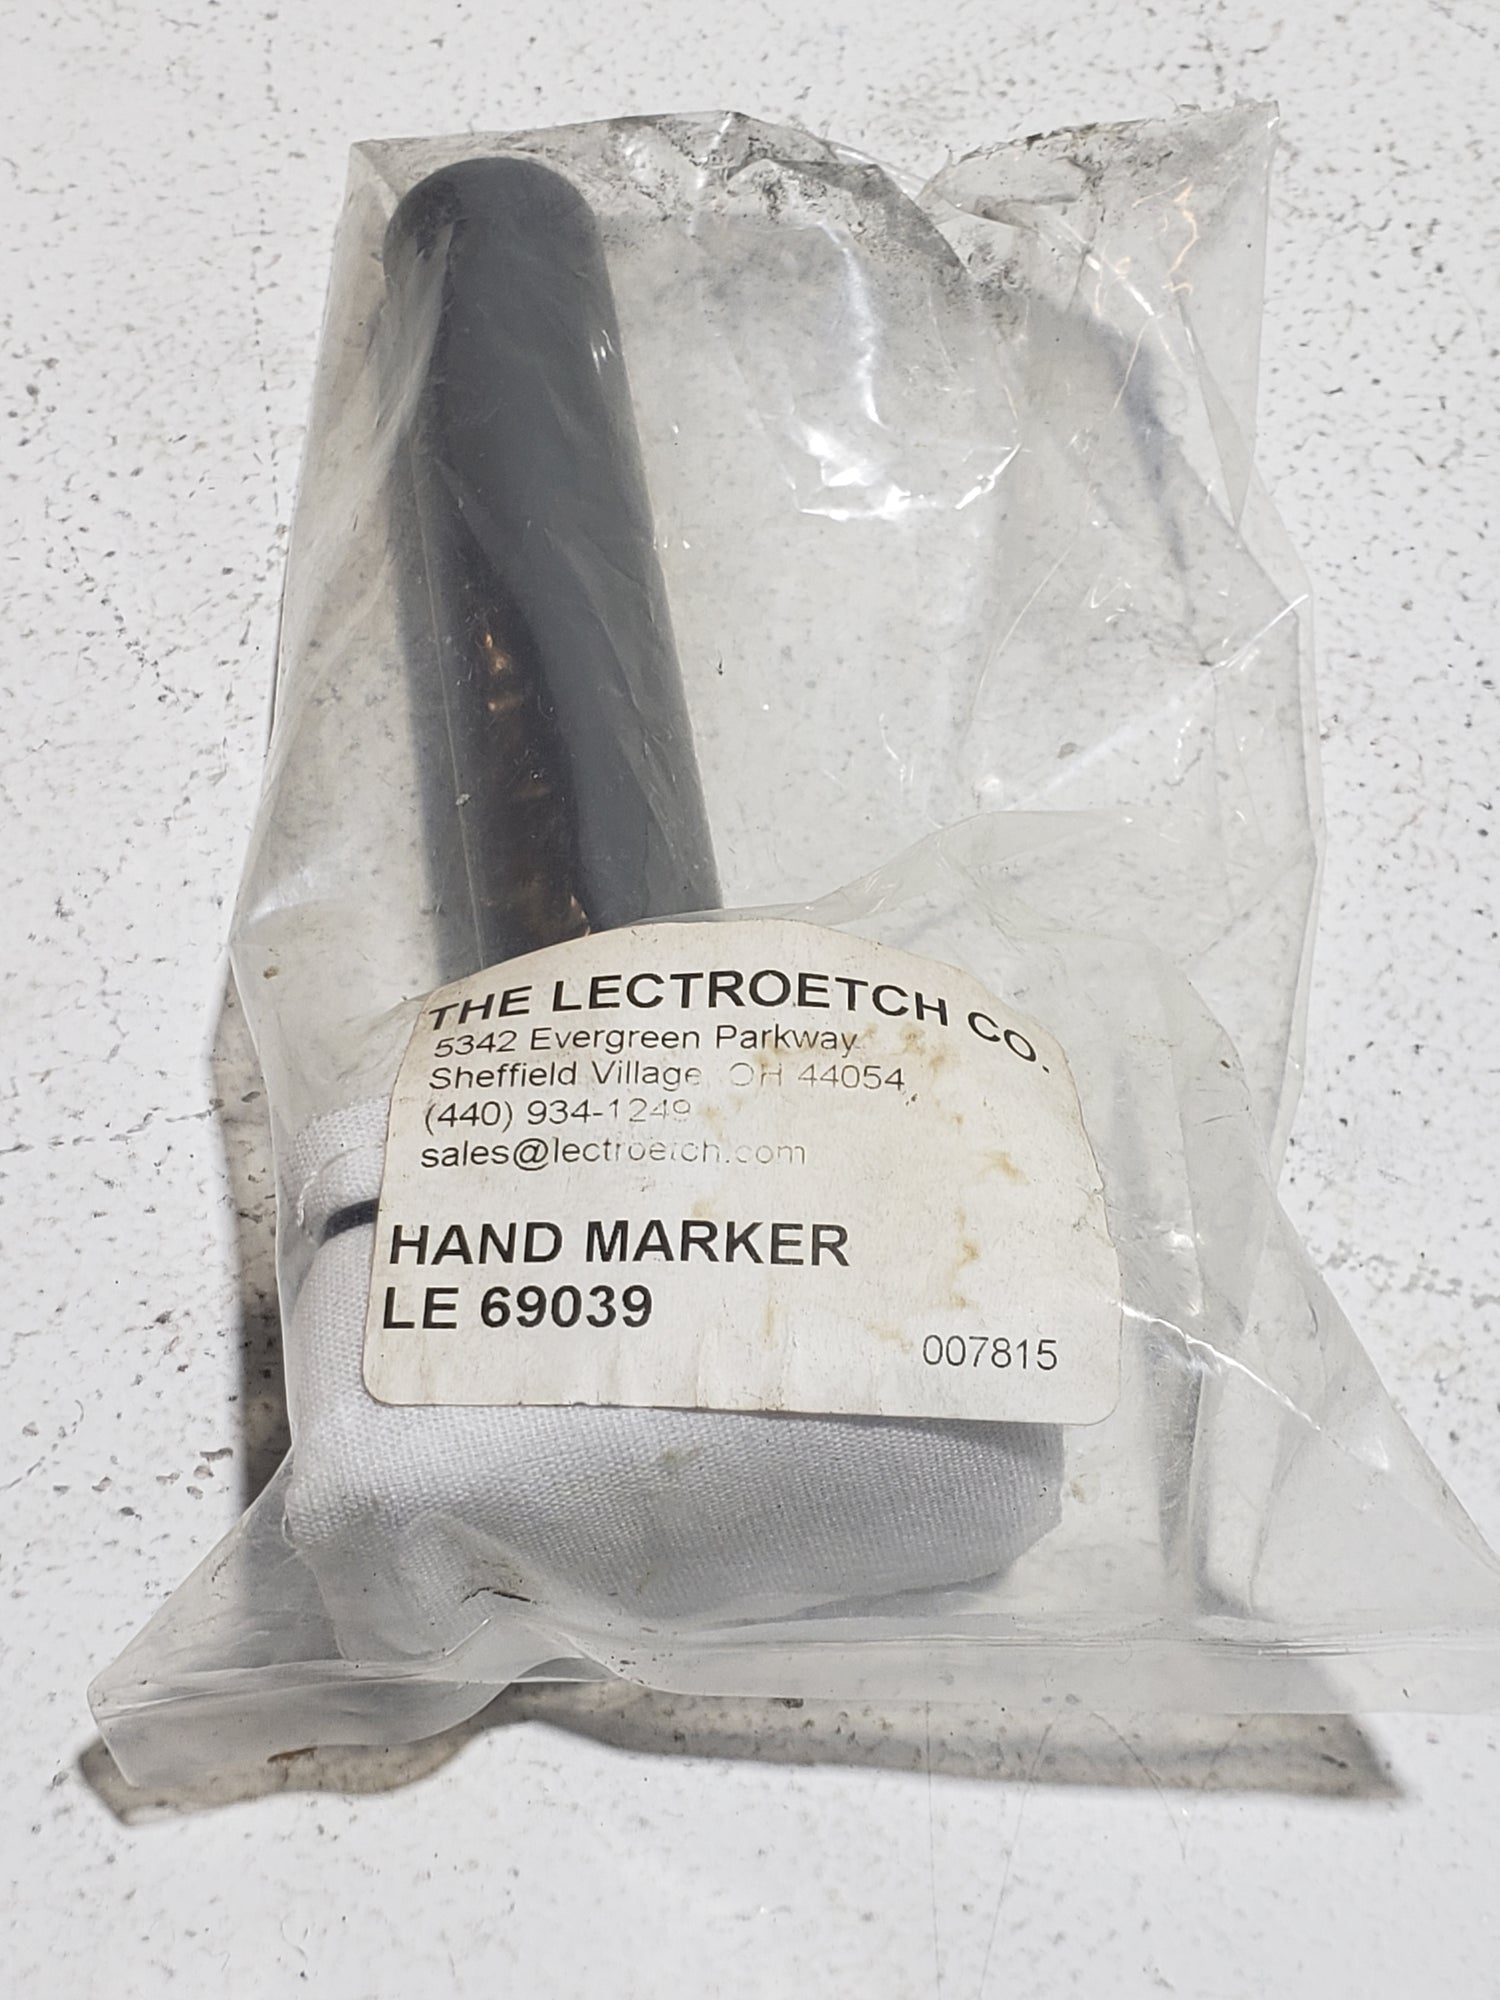 THE LECTROETCH CO.
5342 Evergreen Parkway
Sheffield Village, OH 44054
(440) 934-1249
sales@lectroetch.com
HAND MARKER
LE 69039
007815